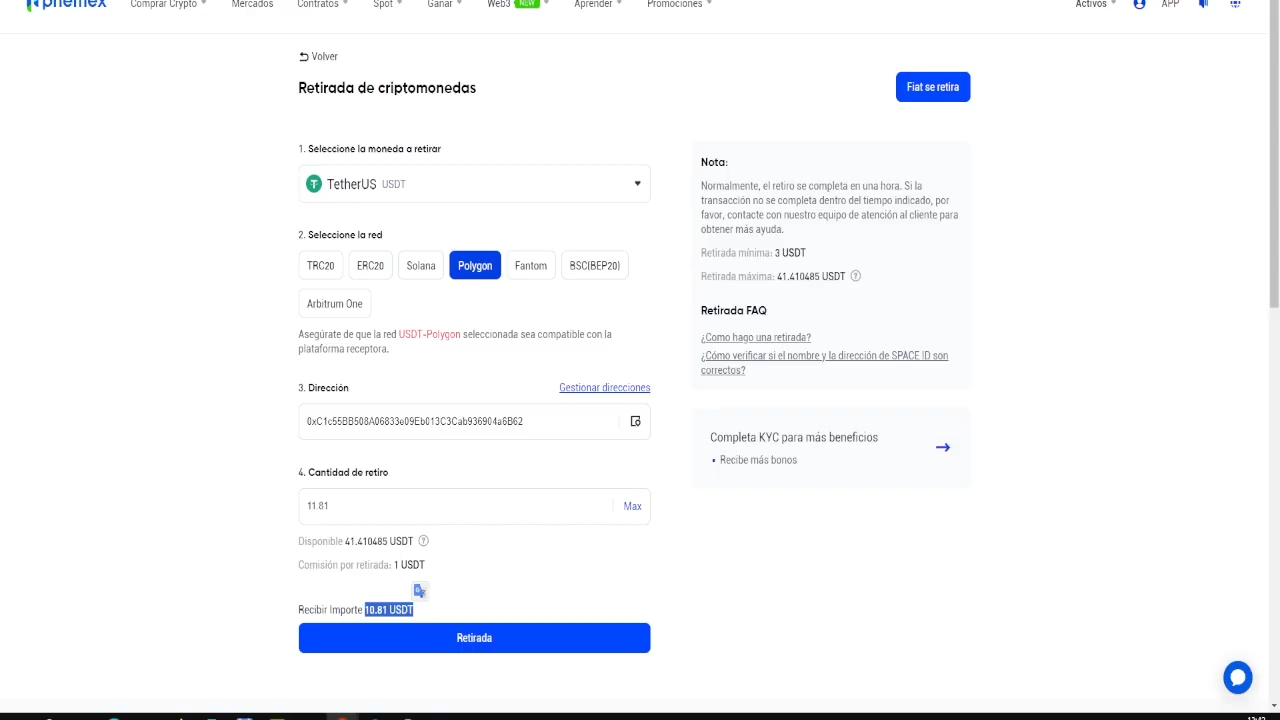 phemex
Comprar Crypto
Mercados
Contratos
Spot
Ganar
Web3 NEW
Aprender
Promociones
Activos
APP
Volver
Retirada de criptomonedas
Fiat se retira
1. Seleccione la moneda a retirar
TetherUS USDT
2. Seleccione la red
TRC20
ERC20
Solana
Polygon
Fantom
BSC(BEP20)
Arbitrum One
Asegúrate de que la red USDT-Polygon seleccionada sea compatible con la
plataforma receptora.
3. Dirección
Gestionar direcciones
0xC1c55BB508A06833e09Eb013C3Cab936904a6B62
4. Cantidad de retiro
11.81
Max
Disponible 41.410485 USDT
Comisión por retirada: 1 USDT
Recibir Importe 10.81 USDT
Retirada
Nota:
Normalmente, el retiro se completa en una hora. Si la
transacción no se completa dentro del tiempo indicado, por
favor, contacte con nuestro equipo de atención al cliente para
obtener más ayuda.
Retirada mínima: 3 USDT
Retirada máxima: 41.410485 USDT
Retirada FAQ
¿Como hago una retirada?
¿Cómo verificar si el nombre y la dirección de SPACE ID son
correctos?
Completa KYC para más beneficios
• Recibe más bonos